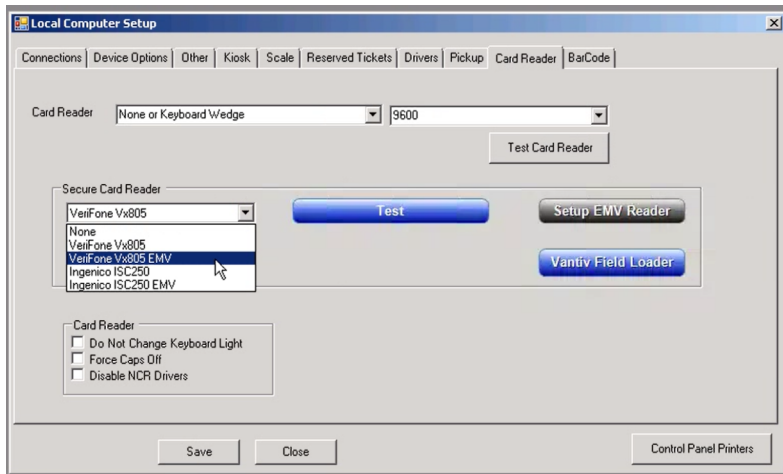 Local Computer Setup
Connections Device Options Other Kiosk Scale Reserved Tickets Drivers Pickup Card Reader BarCode
Card Reader None or Keyboard Wedge 9600
Test Card Reader
Secure Card Reader
VeriFone Vx805 Test Setup EMV Reader
None
VeriFone Vx805
VeriFone Vx805 EMV
Vantiv Field Loader
Ingenico ISC250
Ingenico ISC250 EMV
Card Reader
Do Not Change Keyboard Light
Force Caps Off
Disable NCR Drivers
Save Close Control Panel Printers